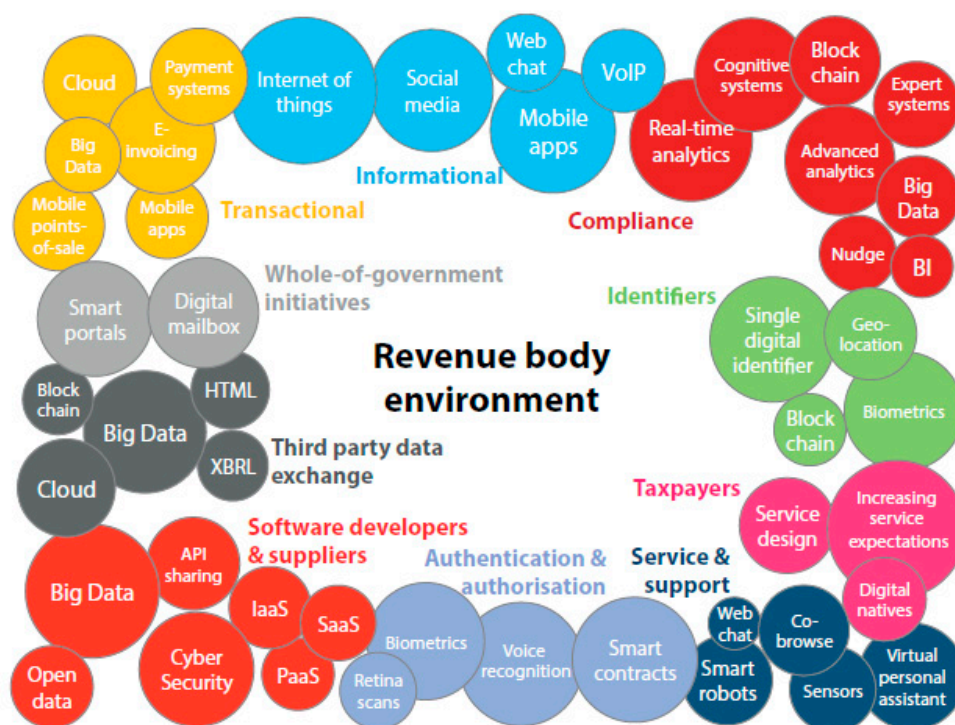 Cloud
Payment
systems
E-
invoicing
Big
Data
Mobile
points-
of-sale
Mobile
apps
Transactional
Internet of
things
Social
media
Web
chat
Mobile
apps
VoIP
Informational
Real-time
analytics
Cognitive
systems
Block
chain
Expert
systems
Advanced
analytics
Big
Data
Nudge
BI
Compliance
Whole-of-government
initiatives
Smart
portals
Digital
mailbox
Identifiers
Single
digital
identifier
Geo-
location
Block
chain
Biometrics
Revenue body
environment
Block
chain
Big Data
HTML
XBRL
Cloud
Third party data
exchange
Taxpayers
Service
design
Increasing
service
expectations
Digital
natives
Software developers
& suppliers
Big Data
API
sharing
IaaS
SaaS
PaaS
Cyber
Security
Open
data
Authentication &
authorisation
Biometrics
Retina
scans
Voice
recognition
Smart
contracts
Service &
support
Web
chat
Co-
browse
Smart
robots
Sensors
Virtual
personal
assistant